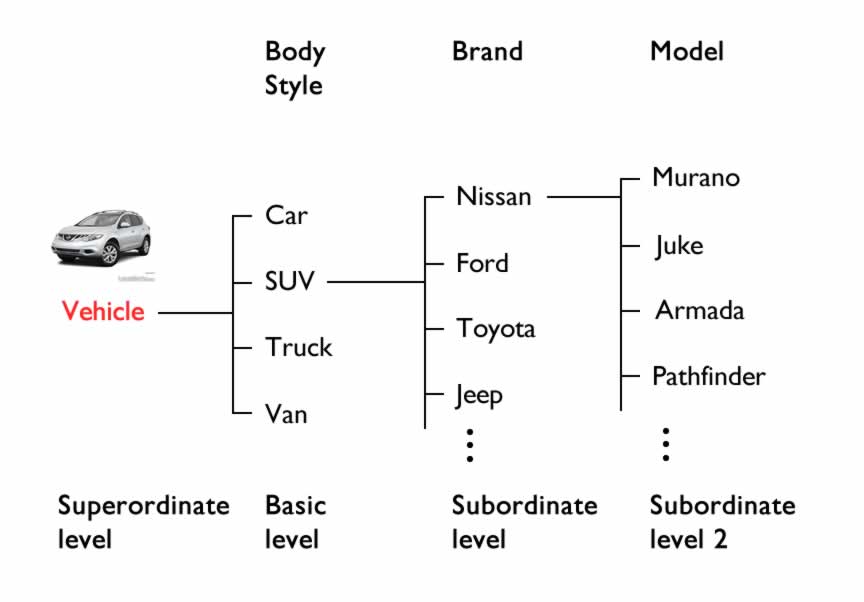 Body
Style
Brand
Model
Car
SUV
Truck
Van
Nissan
Ford
Toyota
Jeep
Murano
Juke
Armada
Pathfinder
Vehicle
Superordinate
level
Basic
level
Subordinate
level
Subordinate
level 2